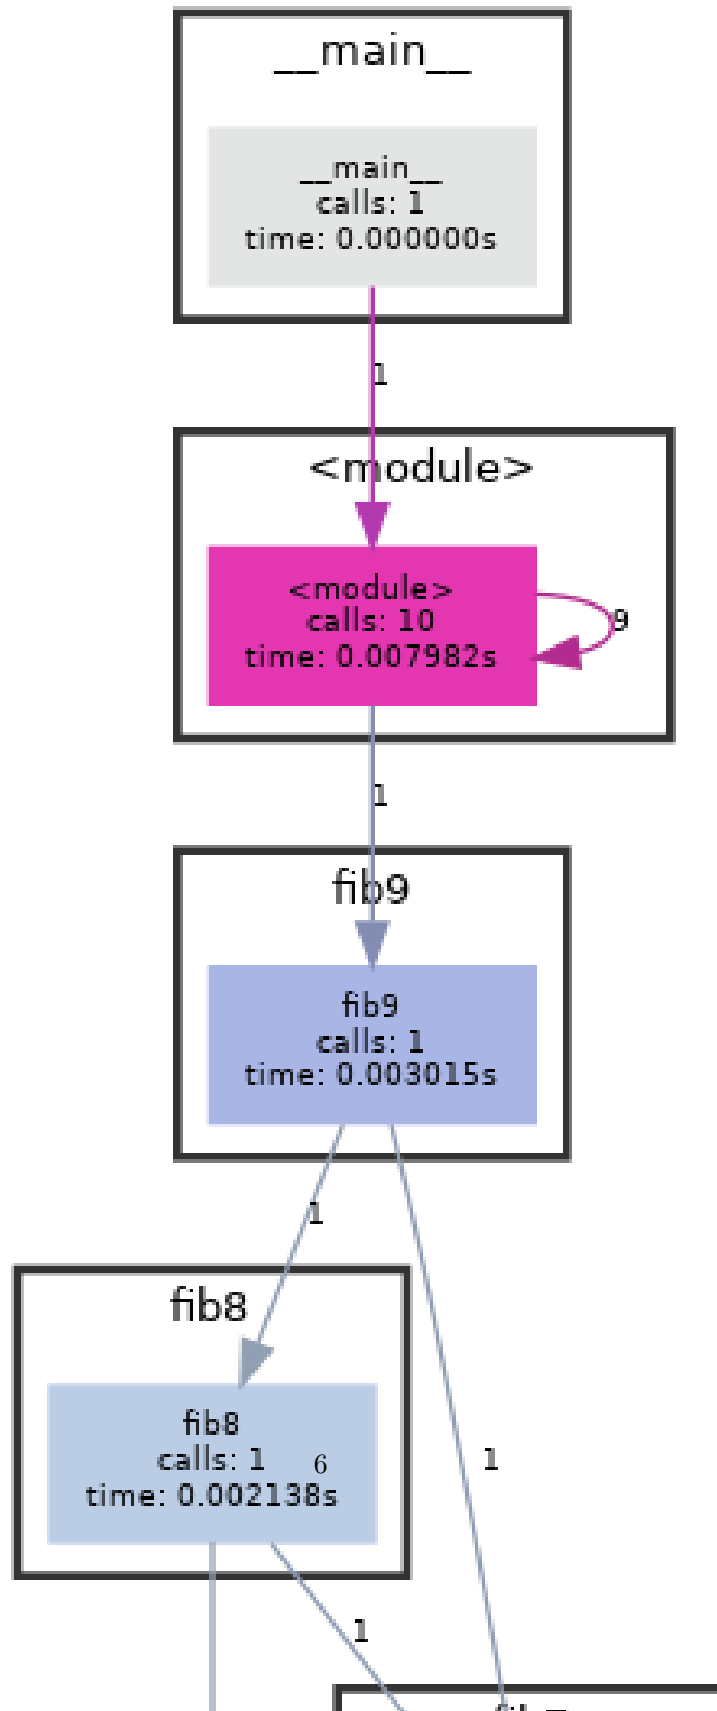 __main__
__main__
calls: 1
time: 0.000000s
1
<module>
<module>
calls: 10
time: 0.007982s
9
1
fib9
fib9
calls: 1
time: 0.003015s
1
fib8
fib8
calls: 1
6
time: 0.002138s
1
1